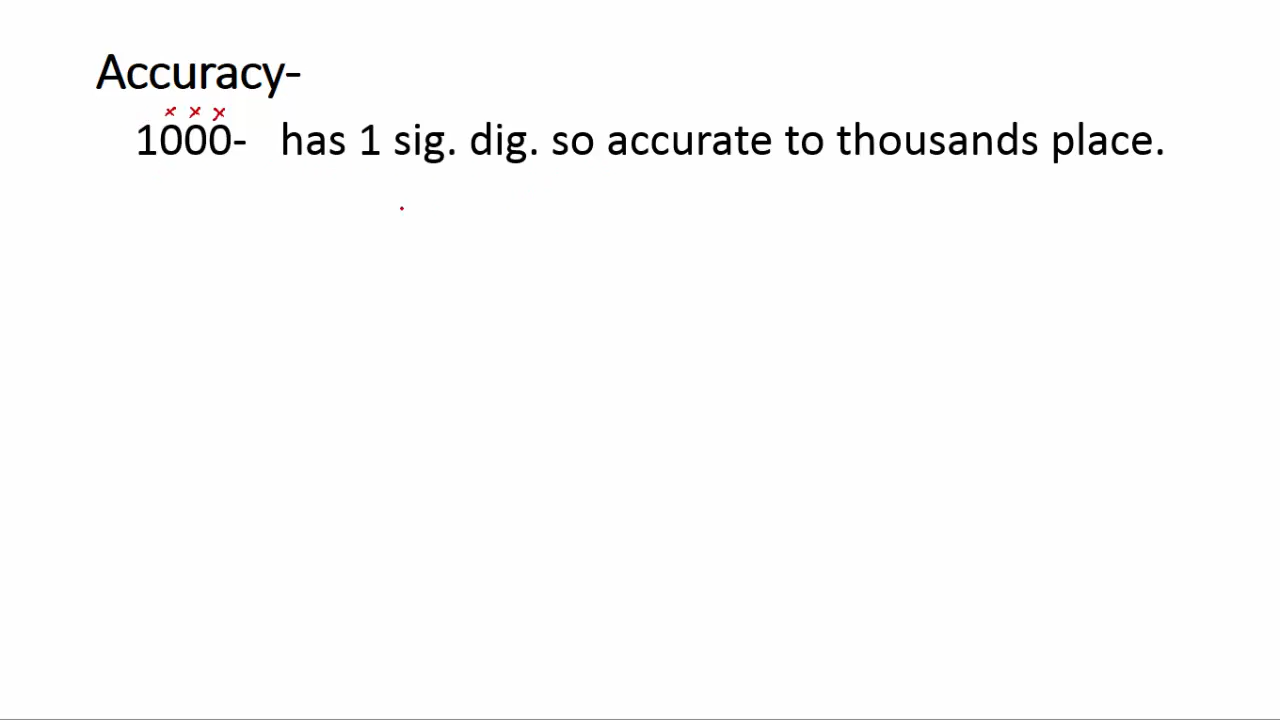 Accuracy-
x x x
1000- has 1 sig. dig. so accurate to thousands place.